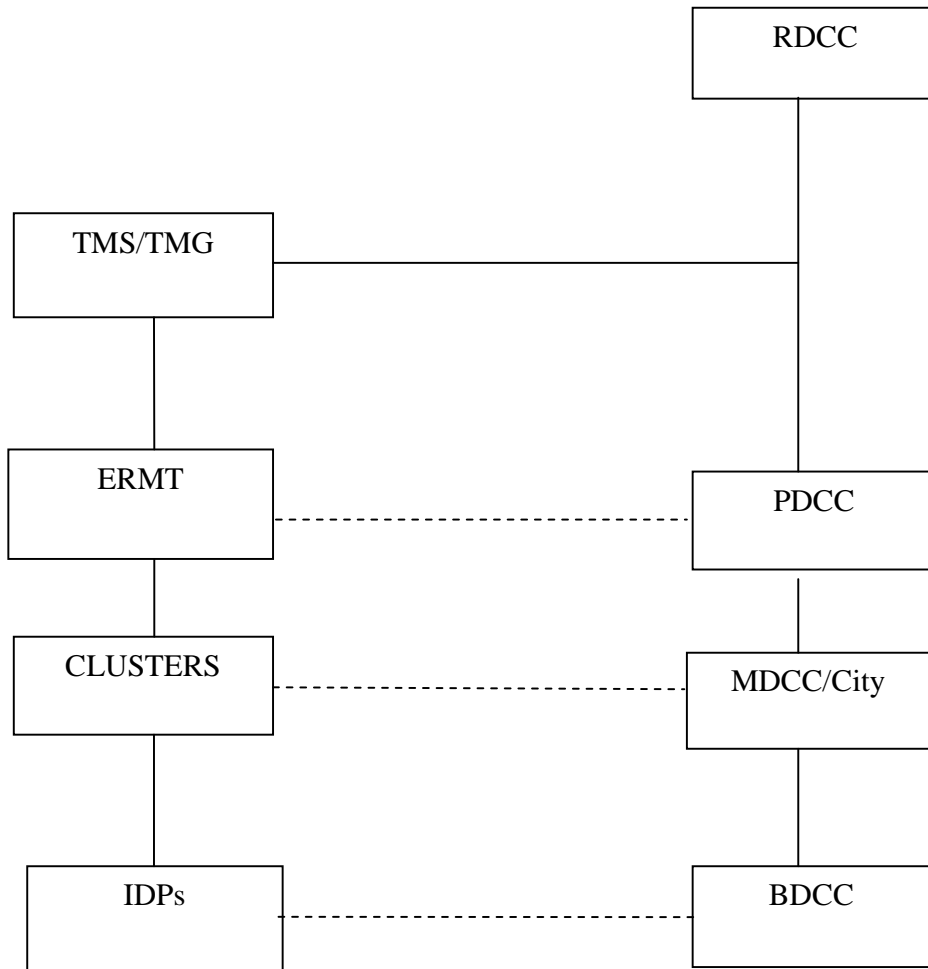 RDCC
TMS/TMG
ERMT
PDCC
CLUSTERS
MDCC/City
IDPs
BDCC